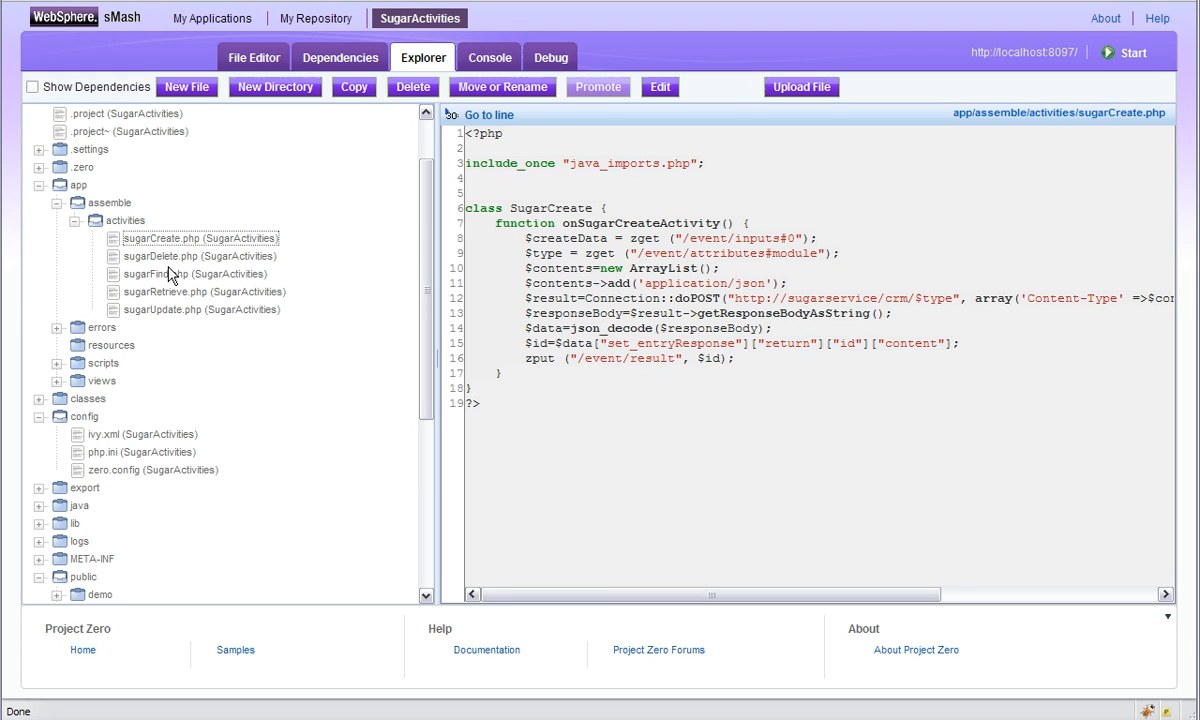 WebSphere. sMash My Applications My Repository SugarActivities About Help
File Editor Dependencies Explorer Console Debug http://localhost:8097/ Start
Show Dependencies New File New Directory Copy Delete Move or Rename Promote Edit Upload File
.project (SugarActivities)
.project~ (SugarActivities)
.settings
.zero
app
assemble
activities
sugarCreate.php (SugarActivities)
sugarDelete.php (SugarActivities)
(SugarActivities)
sugarRetrieve.php (SugarActivities)
sugarUpdate.php (SugarActivities)
errors
resources
scripts
views
classes
config
ivy.xml (SugarActivities)
php.ini (SugarActivities)
zero.config (SugarActivities)
export
java
lib
logs
META-INF
public
demo
Go to line app/assemble/activities/sugarCreate.php
1 <?php
2
3 include_once "java_imports.php";
4
5
6 class SugarCreate {
7 function onSugarCreateActivity() {
8 $createData = zget ("/event/inputs#0");
9 $type = zget ("/event/attributes#module");
10 $contents=new ArrayList();
11 $contents->add('application/json');
12 $result=Connection::doPOST("http://sugarservice/crm/$type", array('Content-Type' =>$con
13 $responseBody=$result->getResponseBodyAsString();
14 $data=json_decode($responseBody);
15 $id=$data["set_entryResponse"]["return"]["id"]["content"];
16 zput ("/event/result", $id);
17 }
18 }
19 ?>
Project Zero Help About
Home Samples Documentation Project Zero Forums About Project Zero
Done